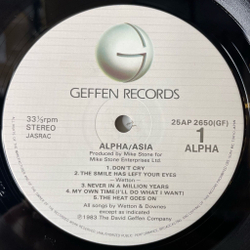 GEFFEN RECORDS
33⅓rpm
STEREO
JASRAC
25AP 2650(GF)
1
ALPHA
ALPHA/ASIA
Produced by Mike Stone for
Mike Stone Enterprises Ltd.
1. DON'T CRY
2. THE SMILE HAS LEFT YOUR EYES
- Wetton -
3. NEVER IN A MILLION YEARS
4. MY OWN TIME(I'LL DO WHAT I WANT)
5. THE HEAT GOES ON
All songs by Wetton & Downes
except as indicated
℗1983 The David Geffen Company